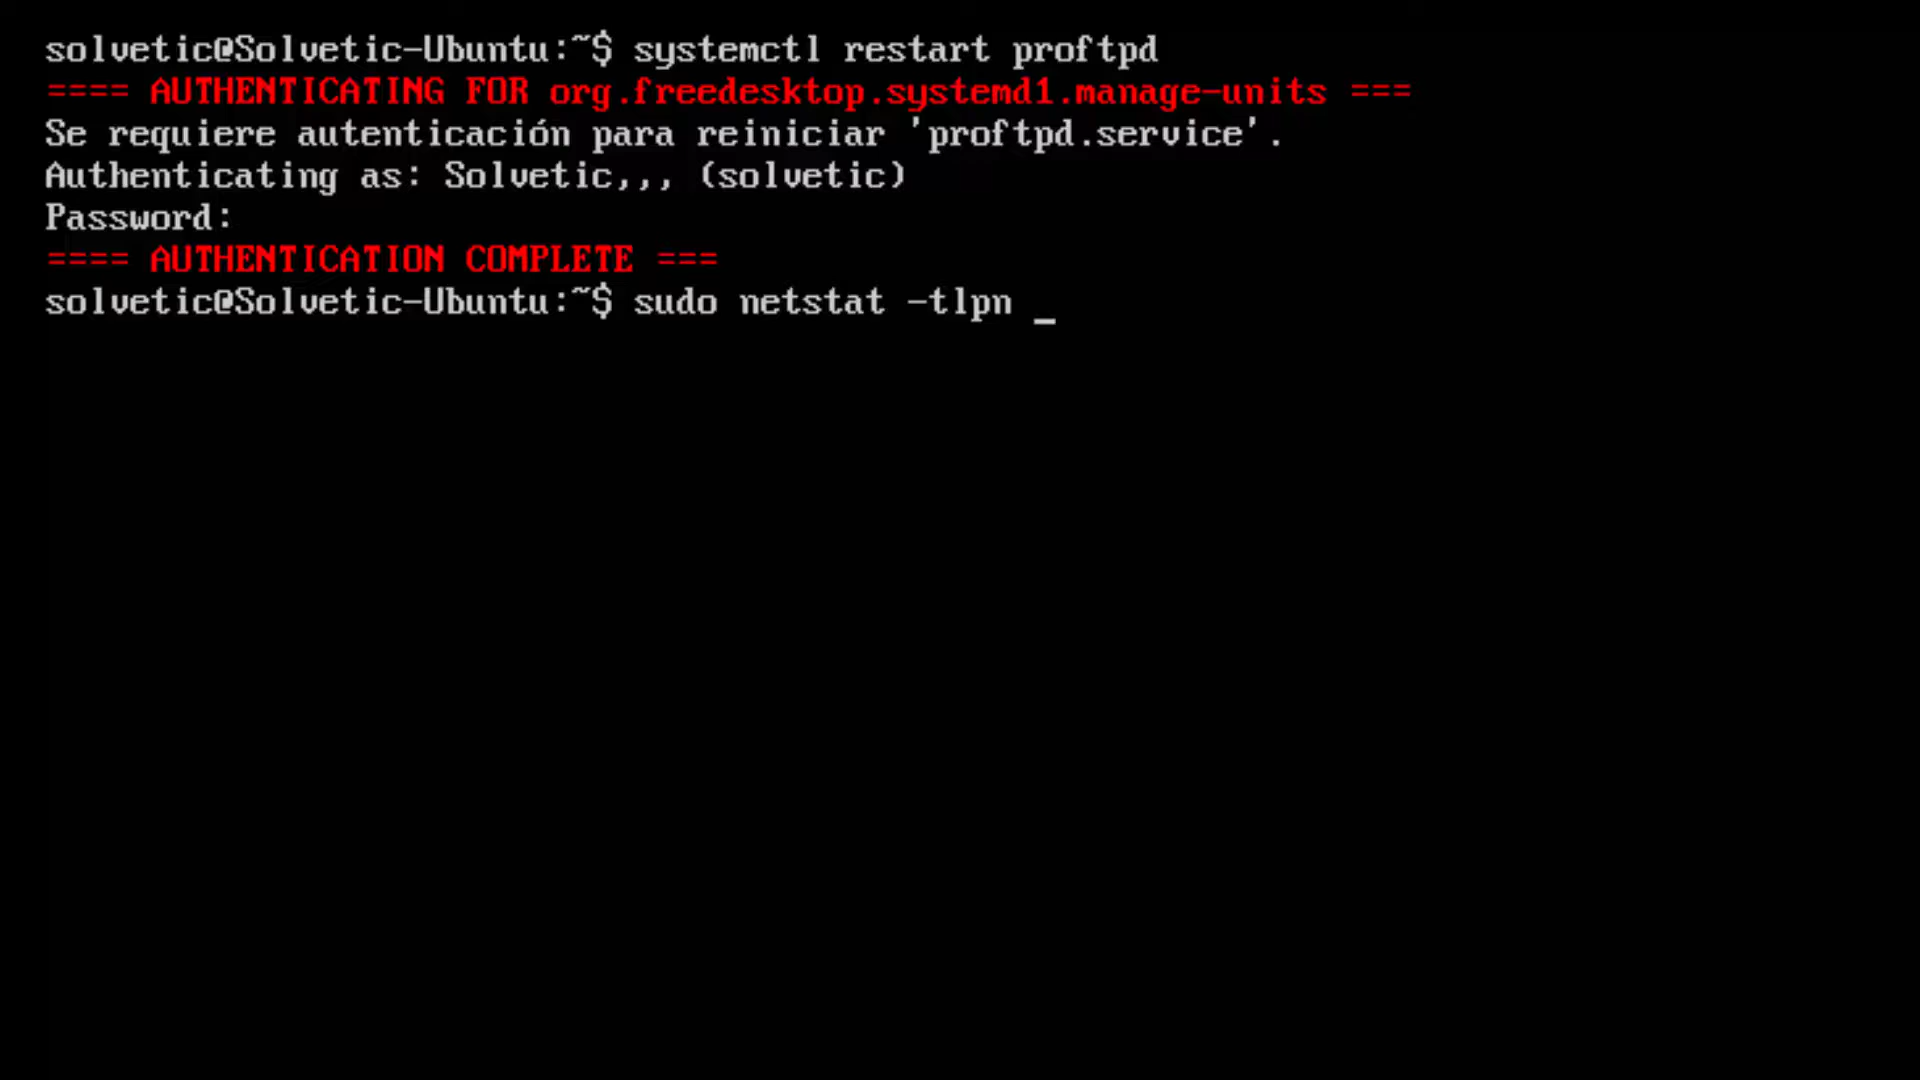 solvetic@Solvetic-Ubuntu:~$ systemctl restart proftpd
==== AUTHENTICATING FOR org.freedesktop.systemd1.manage-units ===
Se requiere autenticación para reiniciar 'proftpd.service'.
Authenticating as: Solvetic,,, (solvetic)
Password:
==== AUTHENTICATION COMPLETE ===
solvetic@Solvetic-Ubuntu:~$ sudo netstat -tlpn _